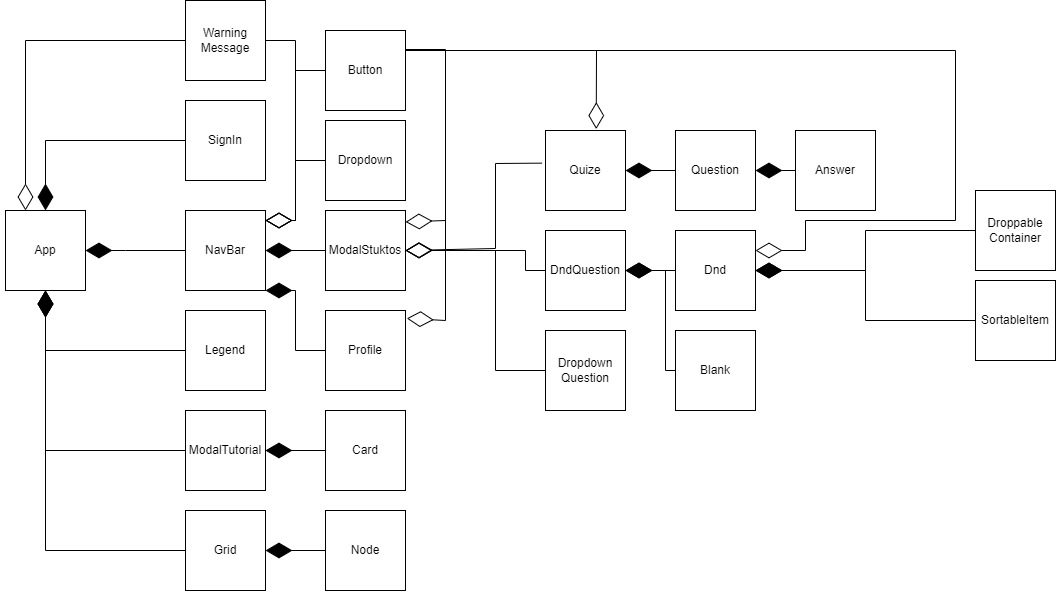 Warning
Message
Button
SignIn
Dropdown
Quize
Question
Answer
Droppable
Container
App
NavBar
ModalStuktos
DndQuestion
Dnd
SortableItem
Legend
Profile
Dropdown
Question
Blank
ModalTutorial
Card
Grid
Node